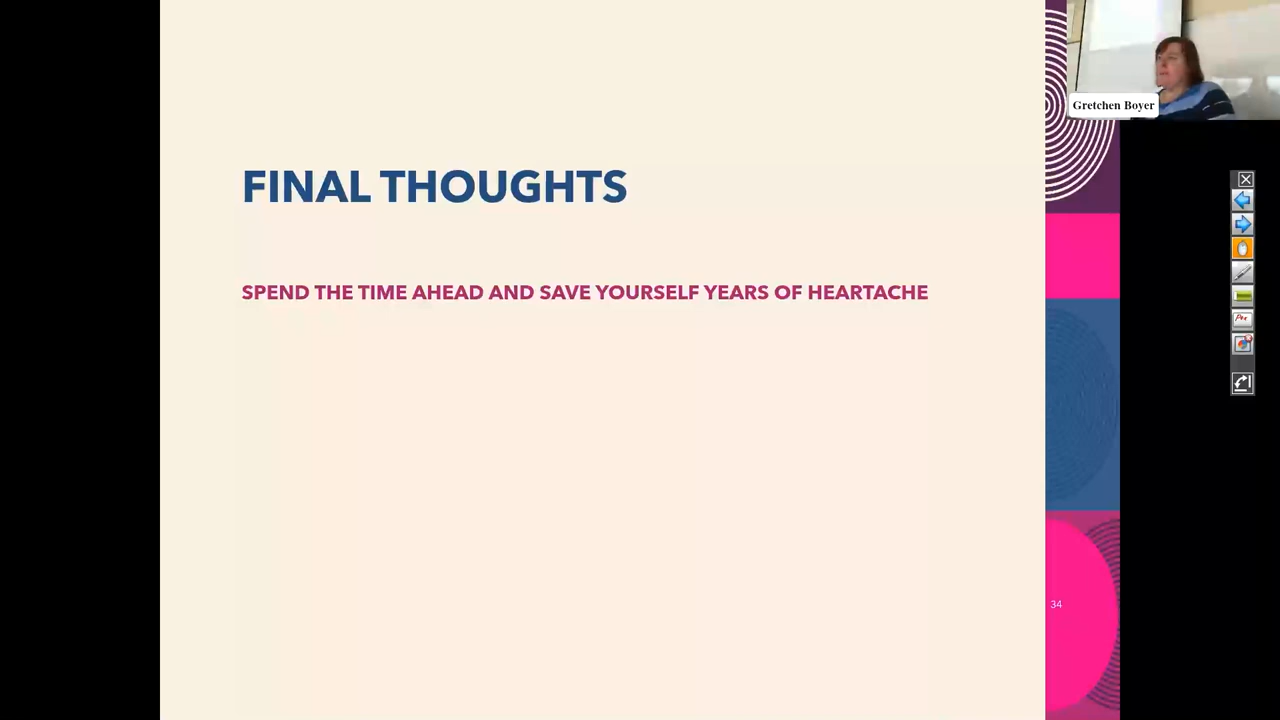 Gretchen Boyer
FINAL THOUGHTS
SPEND THE TIME AHEAD AND SAVE YOURSELF YEARS OF HEARTACHE
34